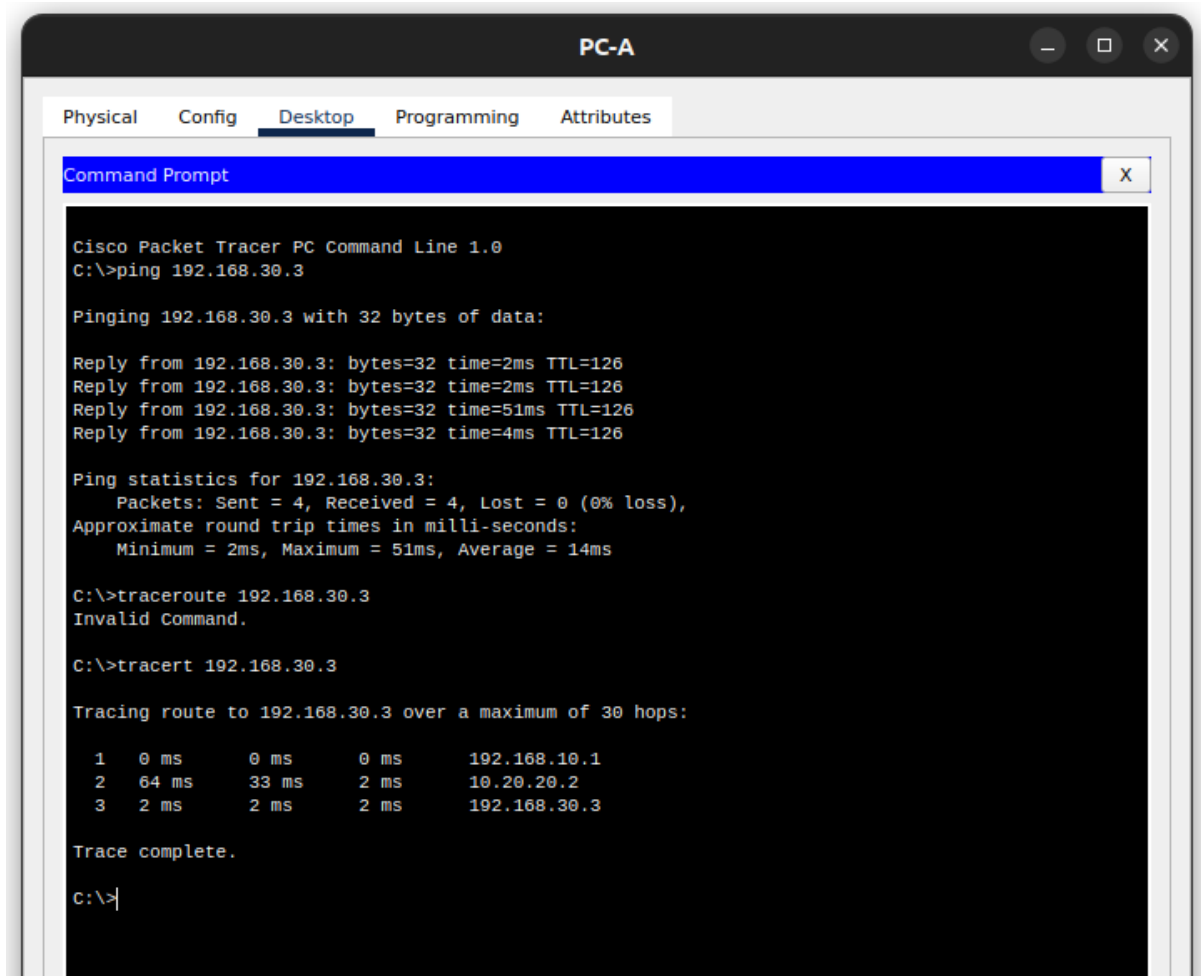 PC-A
Physical Config Desktop Programming Attributes
Command Prompt X
Cisco Packet Tracer PC Command Line 1.0
C:\>ping 192.168.30.3
Pinging 192.168.30.3 with 32 bytes of data:
Reply from 192.168.30.3: bytes=32 time=2ms TTL=126
Reply from 192.168.30.3: bytes=32 time=2ms TTL=126
Reply from 192.168.30.3: bytes=32 time=51ms TTL=126
Reply from 192.168.30.3: bytes=32 time=4ms TTL=126
Ping statistics for 192.168.30.3:
    Packets: Sent = 4, Received = 4, Lost = 0 (0% loss),
Approximate round trip times in milli-seconds:
    Minimum = 2ms, Maximum = 51ms, Average = 14ms
C:\>traceroute 192.168.30.3
Invalid Command.
C:\>tracert 192.168.30.3
Tracing route to 192.168.30.3 over a maximum of 30 hops:
  1   0 ms      0 ms      0 ms      192.168.10.1
  2   64 ms     33 ms     2 ms      10.20.20.2
  3   2 ms      2 ms      2 ms      192.168.30.3
Trace complete.
C:\>